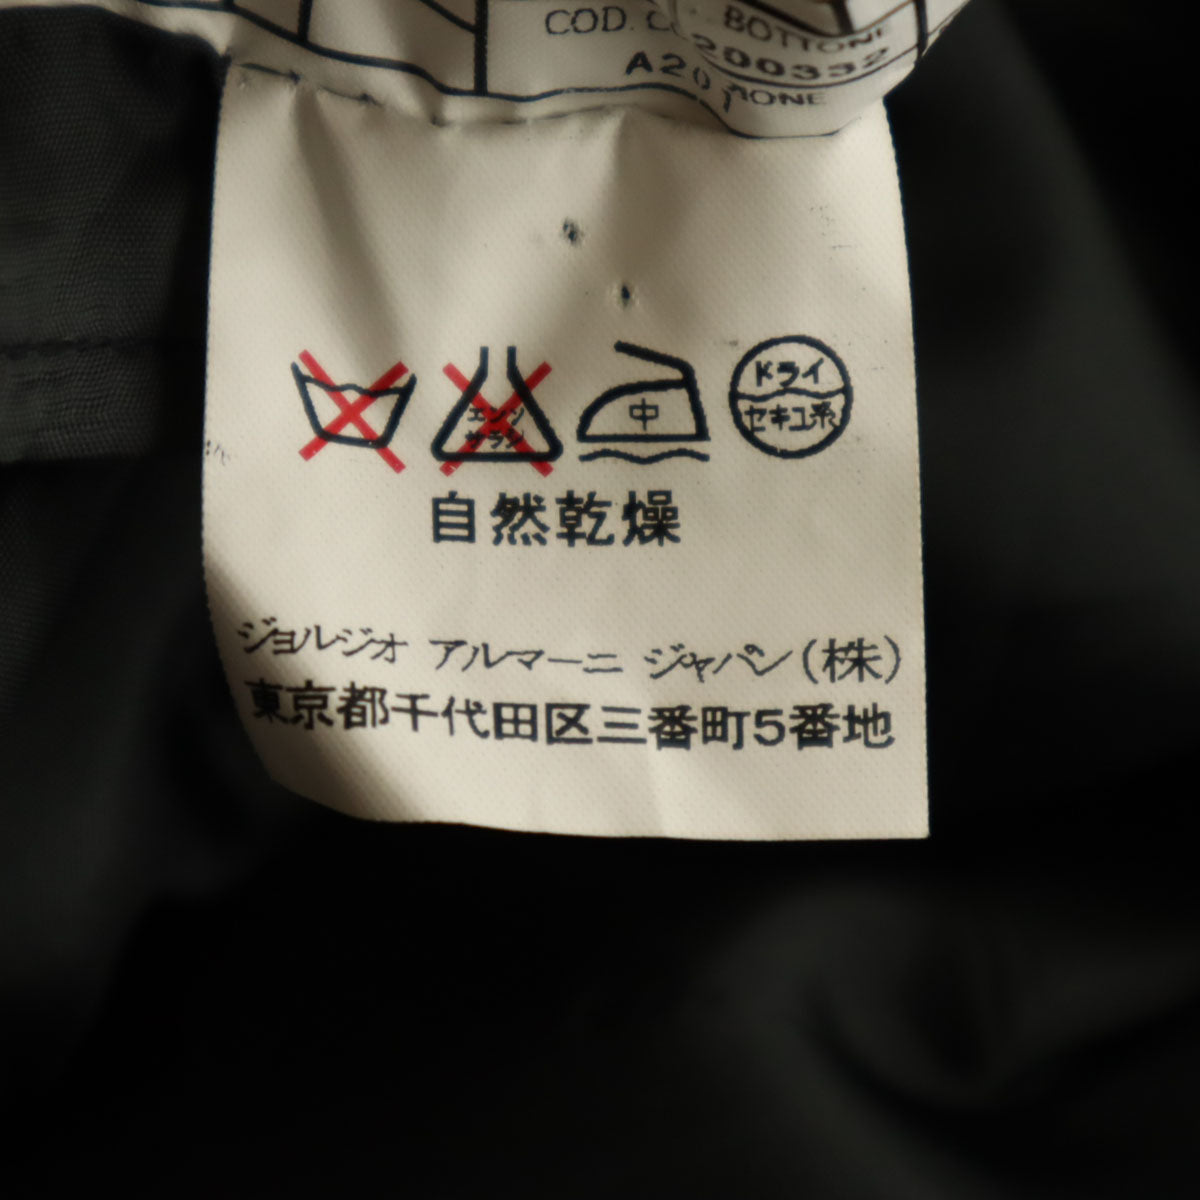 COD. C
BOTTONE
200332
A201
エンソ
サラシ
中
ドライ
セキユ系
自然乾燥
ジョルジオ アルマーニ ジャパン(株)
東京都千代田区三番町5番地